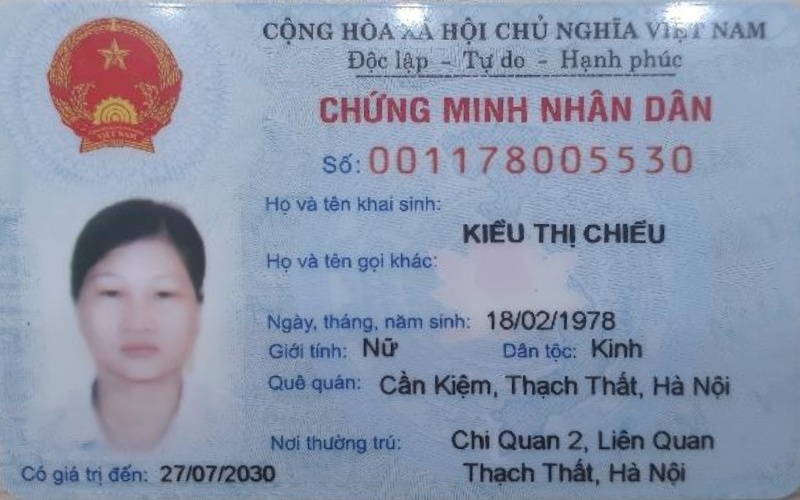 CỘNG HÒA XÃ HỘI CHỦ NGHĨA VIỆT NAM
Độc lập - Tự do - Hạnh phúc
CHỨNG MINH NHÂN DÂN
Số: 001178005530
Họ và tên khai sinh:
KIỀU THỊ CHIỀU
Họ và tên gọi khác:
Ngày, tháng, năm sinh: 18/02/1978
Giới tính: Nữ Dân tộc: Kinh
Quê quán: Cần Kiệm, Thạch Thất, Hà Nội
Nơi thường trú: Chi Quan 2, Liên Quan
Thạch Thất, Hà Nội
Có giá trị đến: 27/07/2030